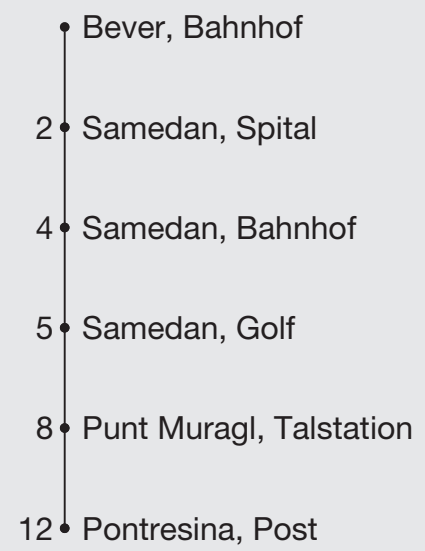 Bever, Bahnhof
2 Samedan, Spital
4 Samedan, Bahnhof
5 Samedan, Golf
8 Punt Muragl, Talstation
12 Pontresina, Post